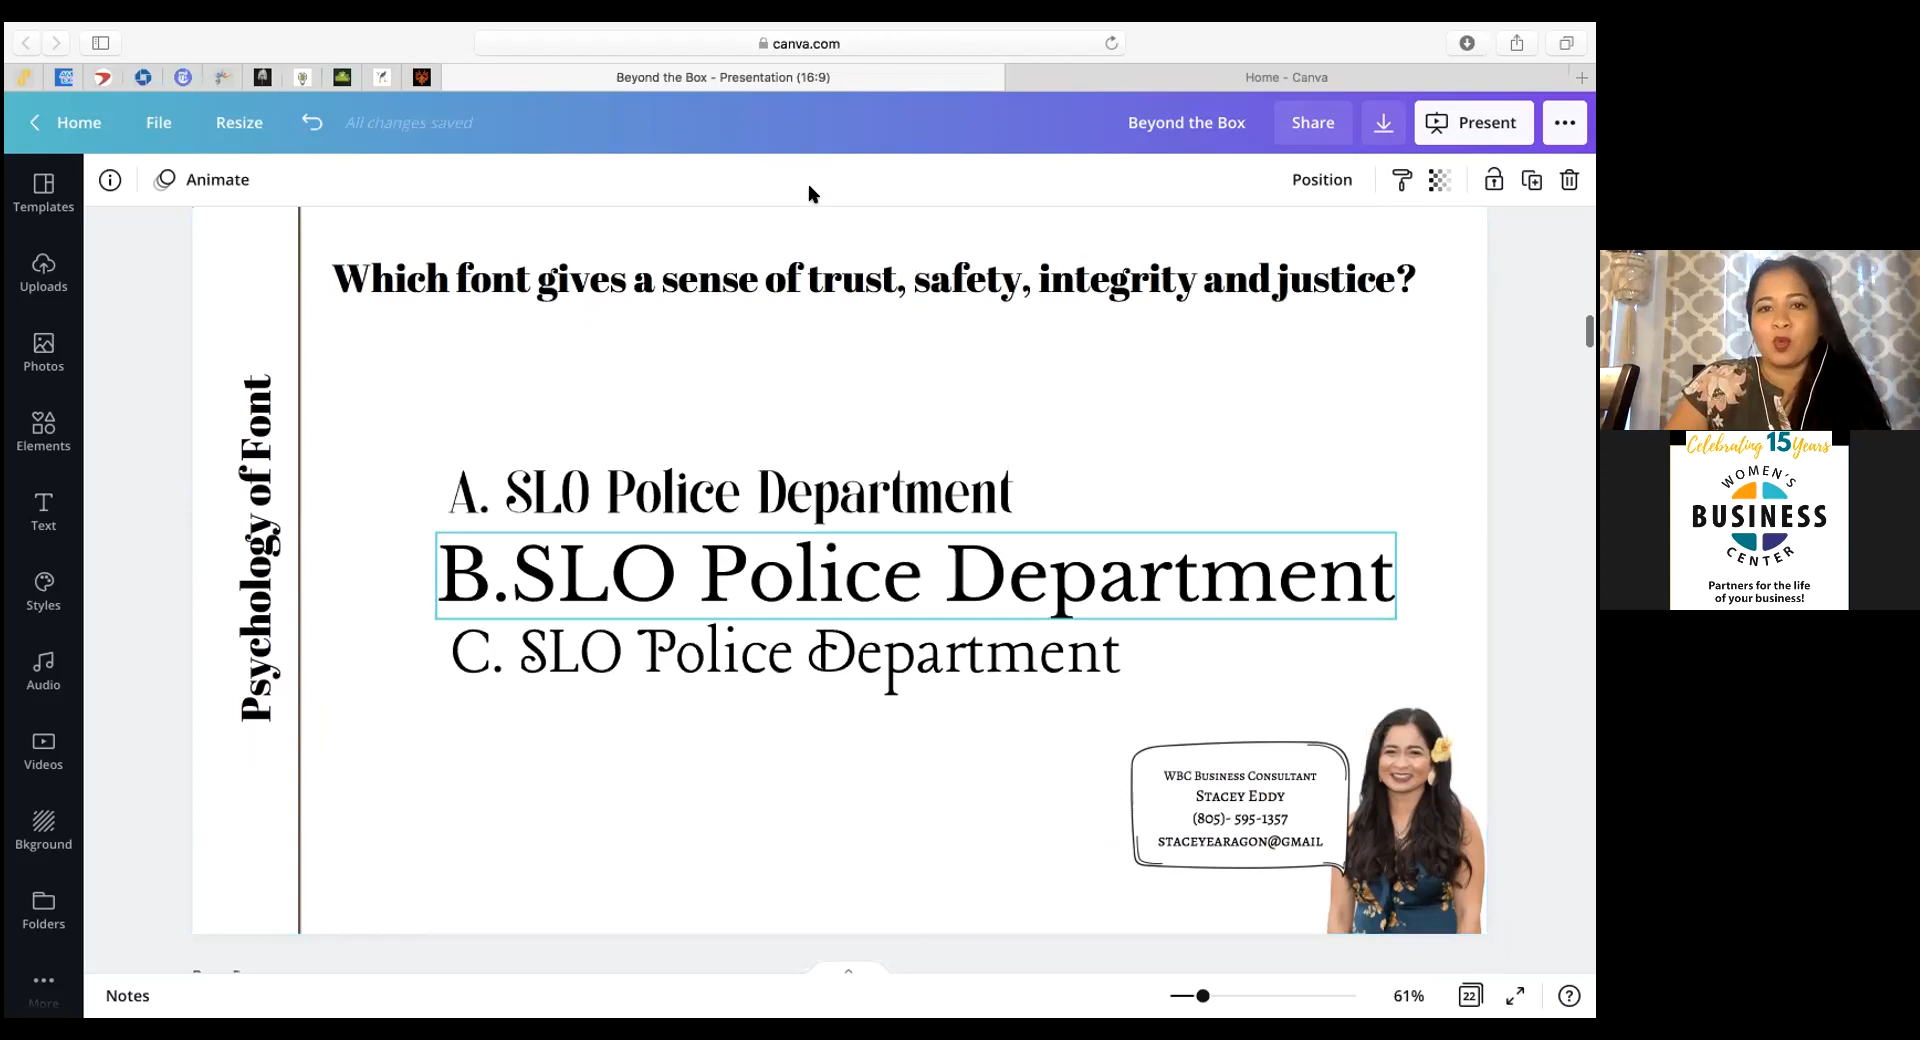 canva.com
Beyond the Box - Presentation (16:9)
Home - Canva
Home
File
Resize
All changes saved
Beyond the Box
Share
Present
Animate
Position
Templates
Uploads
Photos
Elements
Text
Styles
Audio
Videos
Bkground
Folders
More
Psychology of Font
Which font gives a sense of trust, safety, integrity and justice?
A. SLO Police Department
B.SLO Police Department
C. SLO Police Department
WBC Business Consultant
Stacey Eddy
(805)- 595-1357
staceyearagon@gmail
Notes
61%
22
Celebrating 15 Years
WOMEN'S
BUSINESS
CENTER
Partners for the life
of your business!